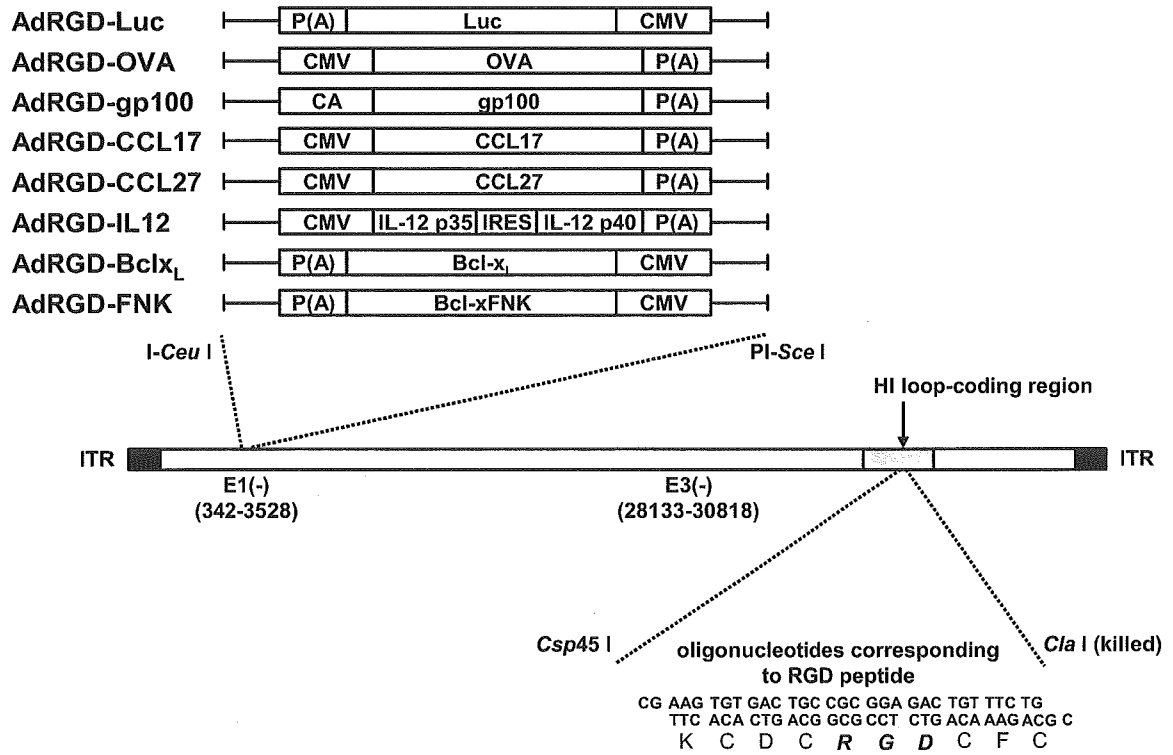 AdRGD-Luc P(A) Luc CMV
AdRGD-OVA CMV OVA P(A)
AdRGD-gp100 CA gp100 P(A)
AdRGD-CCL17 CMV CCL17 P(A)
AdRGD-CCL27 CMV CCL27 P(A)
AdRGD-IL12 CMV IL-12 p35 IRES IL-12 p40 P(A)
AdRGD-BclxL P(A) Bcl-xL CMV
AdRGD-FNK P(A) Bcl-xFNK CMV
I-Ceu I PI-Sce I
HI loop-coding region
ITR ITR
E1(-) E3(-)
(342-3528) (28133-30818)
Csp45 I Cla I (killed)
oligonucleotides corresponding
to RGD peptide
CG AAG TGT GAC TGC CGC GGA GAC TGT TTC TG
TTC ACA CTG ACG GCG CCT CTG ACA AAG ACG C
K C D C R G D C F C